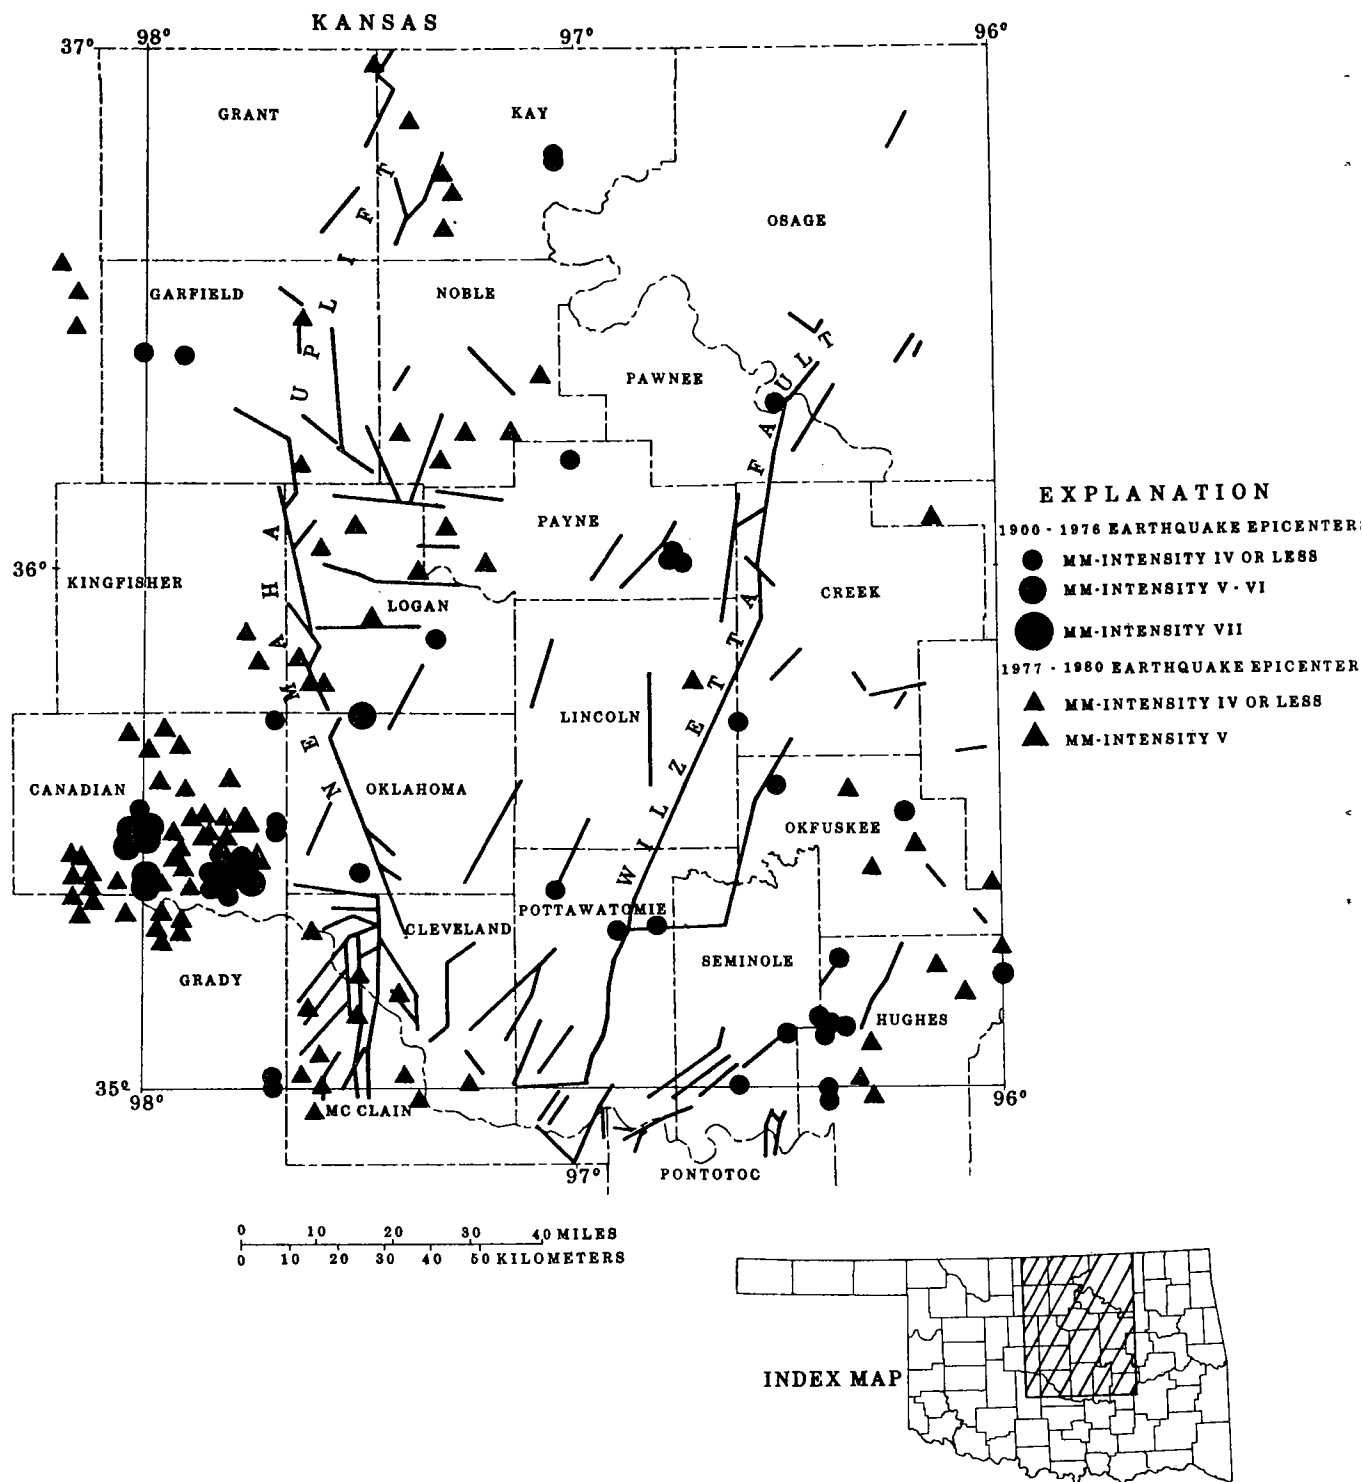 KANSAS
37° 98° 97° 96°
GRANT
KAY
OSAGE
NEMAHA UPLIFT
GARFIELD
NOBLE
PAWNEE
WILZETTA FAULT
EXPLANATION
1900 - 1976 EARTHQUAKE EPICENTERS
MM-INTENSITY IV OR LESS
MM-INTENSITY V - VI
MM-INTENSITY VII
1977 - 1980 EARTHQUAKE EPICENTER
MM-INTENSITY IV OR LESS
MM-INTENSITY V
PAYNE
36°
KINGFISHER
LOGAN
CREEK
LINCOLN
CANADIAN
OKLAHOMA
OKFUSKEE
POTTAWATOMIE
CLEVELAND
SEMINOLE
GRADY
HUGHES
35°
98°
96°
MC CLAIN
97°
PONTOTOC
0 10 20 30 40 MILES
0 10 20 30 40 50 KILOMETERS
INDEX MAP